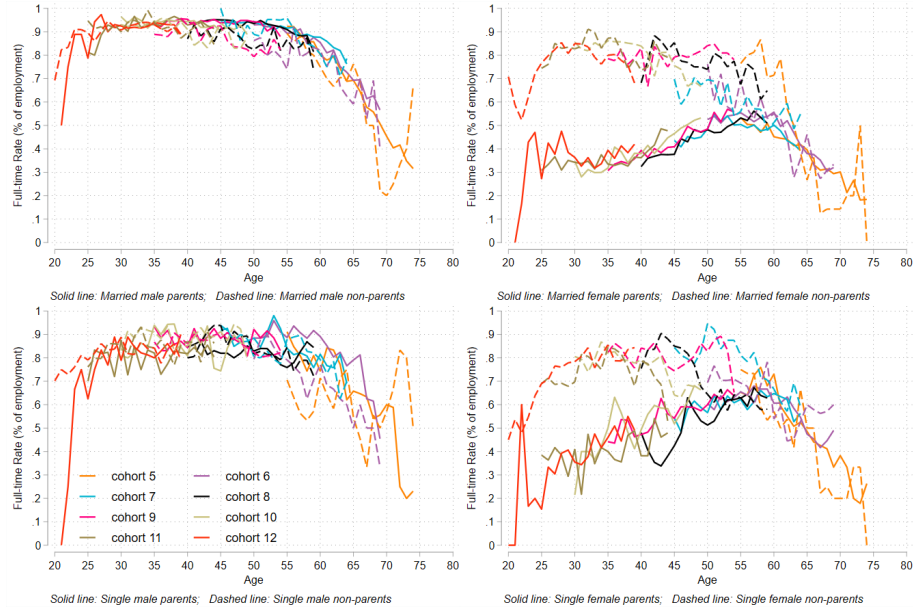 Full-time Rate (% of employment)
1
.9
.8
.7
.6
.5
.4
.3
.2
.1
0
20 25 30 35 40 45 50 55 60 65 70 75 80
Age
Solid line: Married male parents; Dashed line: Married male non-parents
Full-time Rate (% of employment)
1
.9
.8
.7
.6
.5
.4
.3
.2
.1
0
20 25 30 35 40 45 50 55 60 65 70 75 80
Age
Solid line: Married female parents; Dashed line: Married female non-parents
Full-time Rate (% of employment)
1
.9
.8
.7
.6
.5
.4
.3
.2
.1
0
cohort 5 cohort 6
cohort 7 cohort 8
cohort 9 cohort 10
cohort 11 cohort 12
20 25 30 35 40 45 50 55 60 65 70 75 80
Age
Solid line: Single male parents; Dashed line: Single male non-parents
Full-time Rate (% of employment)
1
.9
.8
.7
.6
.5
.4
.3
.2
.1
0
20 25 30 35 40 45 50 55 60 65 70 75 80
Age
Solid line: Single female parents; Dashed line: Single female non-parents